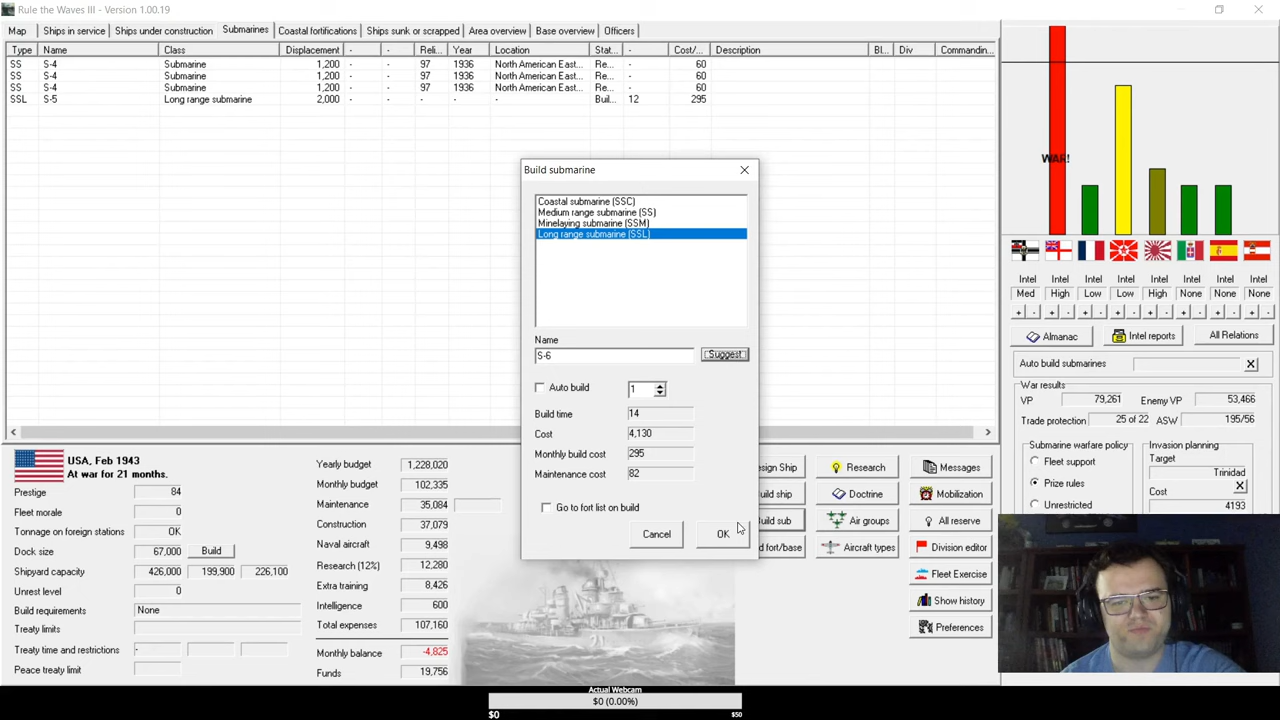 Rule the Waves III - Version 1.00.19
Map Ships in service Ships under construction Submarines Coastal fortifications Ships sunk or scrapped Area overview Base overview Officers
Type Name Class Displacement - - Reli... Year Location Stat... - Cost/... Description Bl... Div Commandin...
SS S-4 Submarine 1,200 - - 97 1936 North American East... Re... - 60
SS S-4 Submarine 1,200 - - 97 1936 North American East... Re... - 60
SS S-4 Submarine 1,200 - - 97 1936 North American East... Re... - 60
SSL S-5 Long range submarine 2,000 - - - - - Buil... 12 295
WAR!
Build submarine
Coastal submarine (SSC)
Medium range submarine (SS)
Minelaying submarine (SSM)
Long range submarine (SSL)
Name
S-6 Suggest
Auto build 1
Build time 14
Cost 4,130
Monthly build cost 295
Maintenance cost 82
Go to fort list on build
Cancel OK
Intel Intel Intel Intel Intel Intel Intel Intel
Med High Low Low High None None None
+ - + - + - + - + - + - + - + -
Almanac Intel reports All Relations
Auto build submarines X
War results
VP 79,261 Enemy VP 53,466
Trade protection 25 of 22 ASW 195/56
Submarine warfare policy Invasion planning
Fleet support Target
Trinidad
Prize rules Cost X
Unrestricted 4193
USA, Feb 1943
At war for 21 months.
Prestige 84
Fleet morale 0
Tonnage on foreign stations OK
Dock size 67,000 Build
Shipyard capacity 426,000 199,900 226,100
Unrest level 0
Build requirements None
Treaty limits
Treaty time and restrictions -
Peace treaty limit
Yearly budget 1,228,020
Monthly budget 102,335
Maintenance 35,084
Construction 37,079
Naval aircraft 9,498
Research (12%) 12,280
Extra training 8,426
Intelligence 600
Total expenses 107,160
Monthly balance -4,825
Funds 19,756
esign Ship Research Messages
uild ship Doctrine Mobilization
uild sub Air groups All reserve
d fort/base Aircraft types Division editor
Fleet Exercise
Show history
Preferences
Actual Webcam
$0 (0.00%)
$0 $50